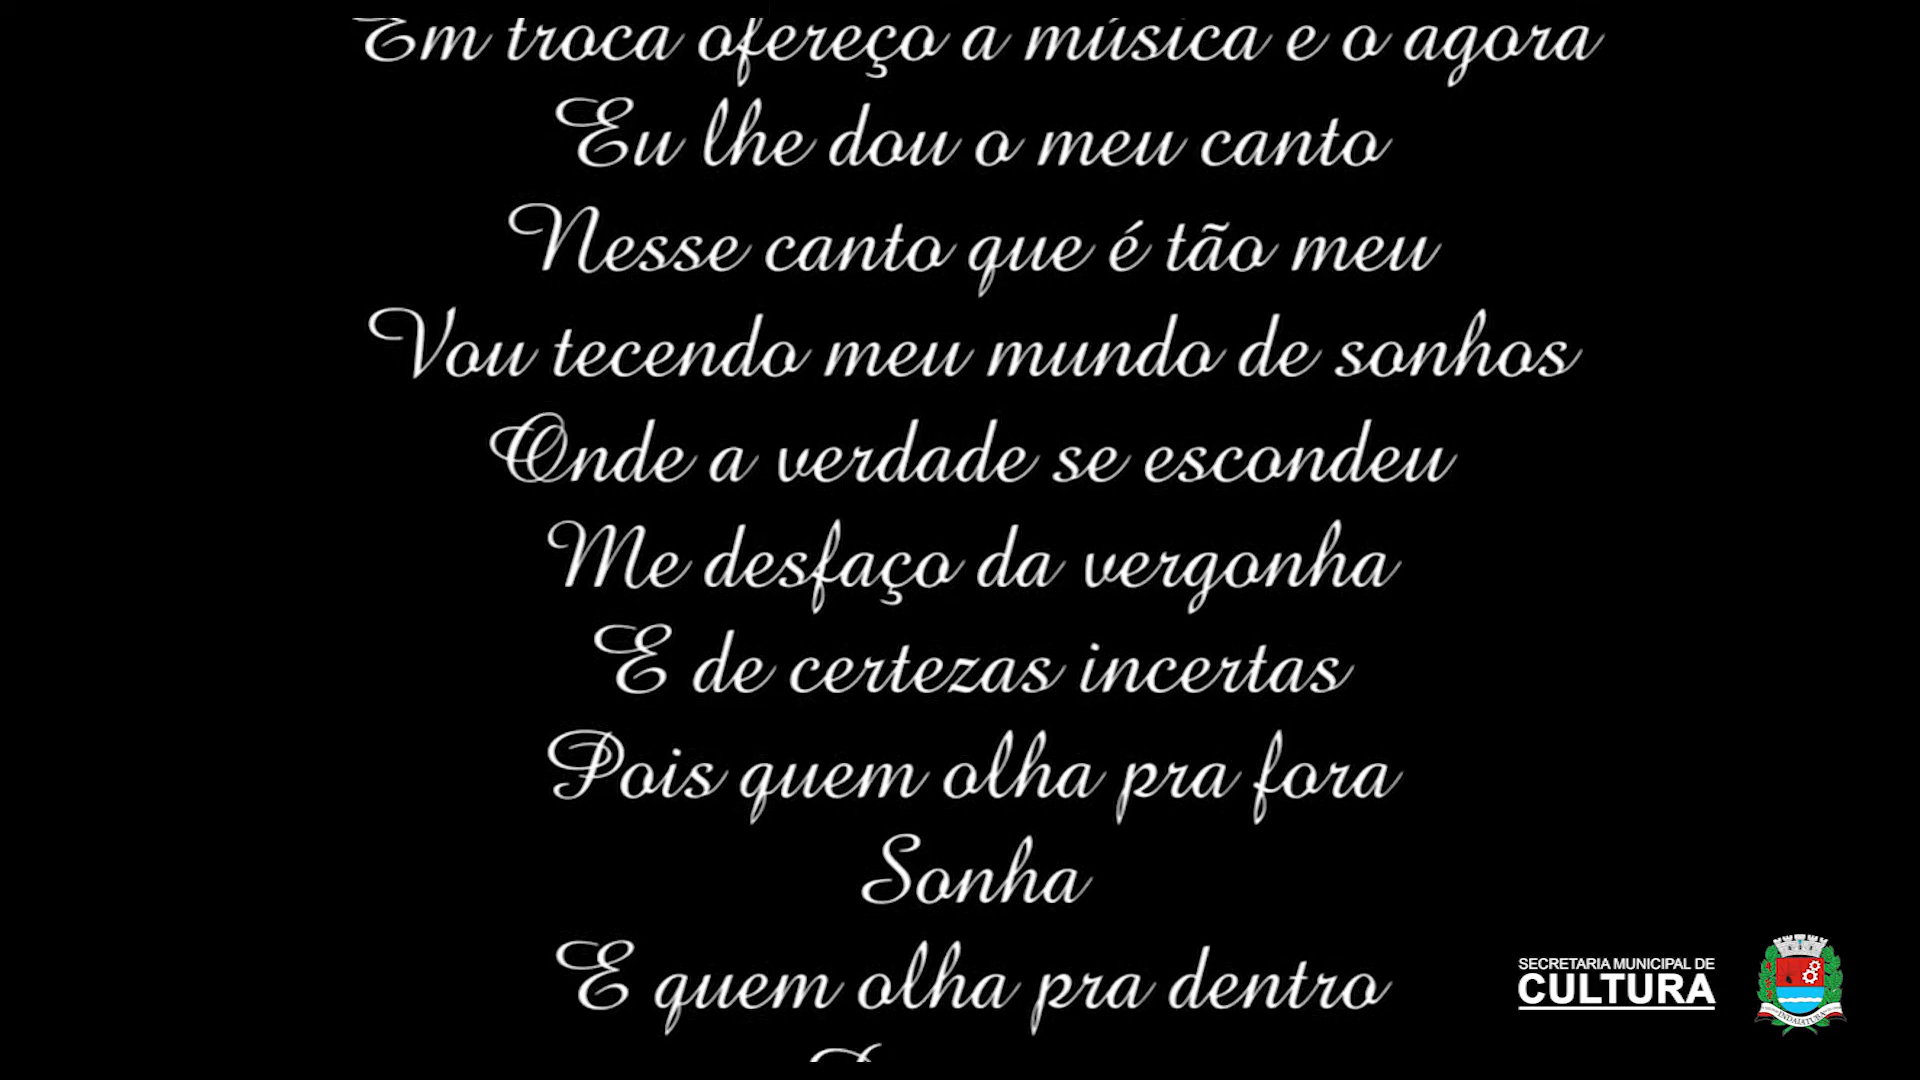 Em troca ofereço a música e o agora
Eu lhe dou o meu canto
Nesse canto que é tão meu
Vou tecendo meu mundo de sonhos
Onde a verdade se escondeu
Me desfaço da vergonha
E de certezas incertas
Pois quem olha pra fora
Sonha
E quem olha pra dentro
SECRETARIA MUNICIPAL DE
CULTURA
INDAIATUBA